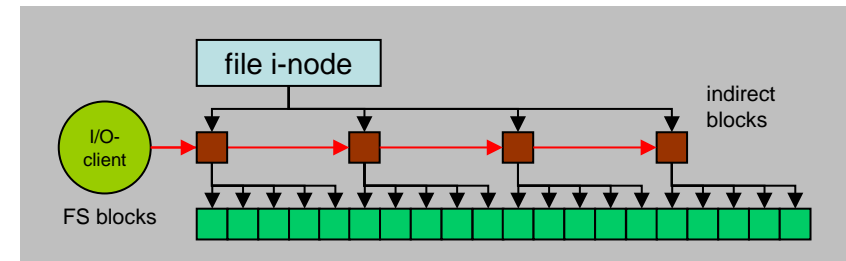 file i-node
indirect
blocks
I/O-
client
FS blocks